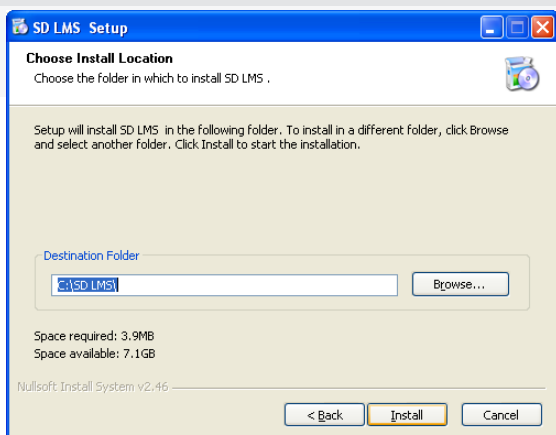 SD LMS  Setup
Choose Install Location
Choose the folder in which to install SD LMS .
Setup will install SD LMS  in the following folder. To install in a different folder, click Browse
and select another folder. Click Install to start the installation.
Destination Folder
C:\SD LMS\
Browse...
Space required: 3.9MB
Space available: 7.1GB
Nullsoft Install System v2.46
< Back
Install
Cancel